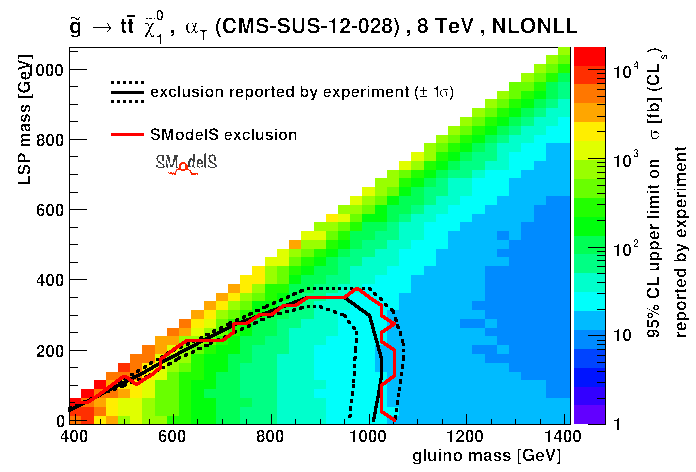 g̃ → tt̄ χ̃₁⁰ , α_T (CMS-SUS-12-028) , 8 TeV , NLONLL
LSP mass [GeV]
1000
800
600
400
200
0
exclusion reported by experiment (± 1σ)
SModelS exclusion
SModelS
400 600 800 1000 1200 1400
gluino mass [GeV]
10⁴
10³
10²
10
1
95% CL upper limit on σ [fb] (CLₛ)
reported by experiment